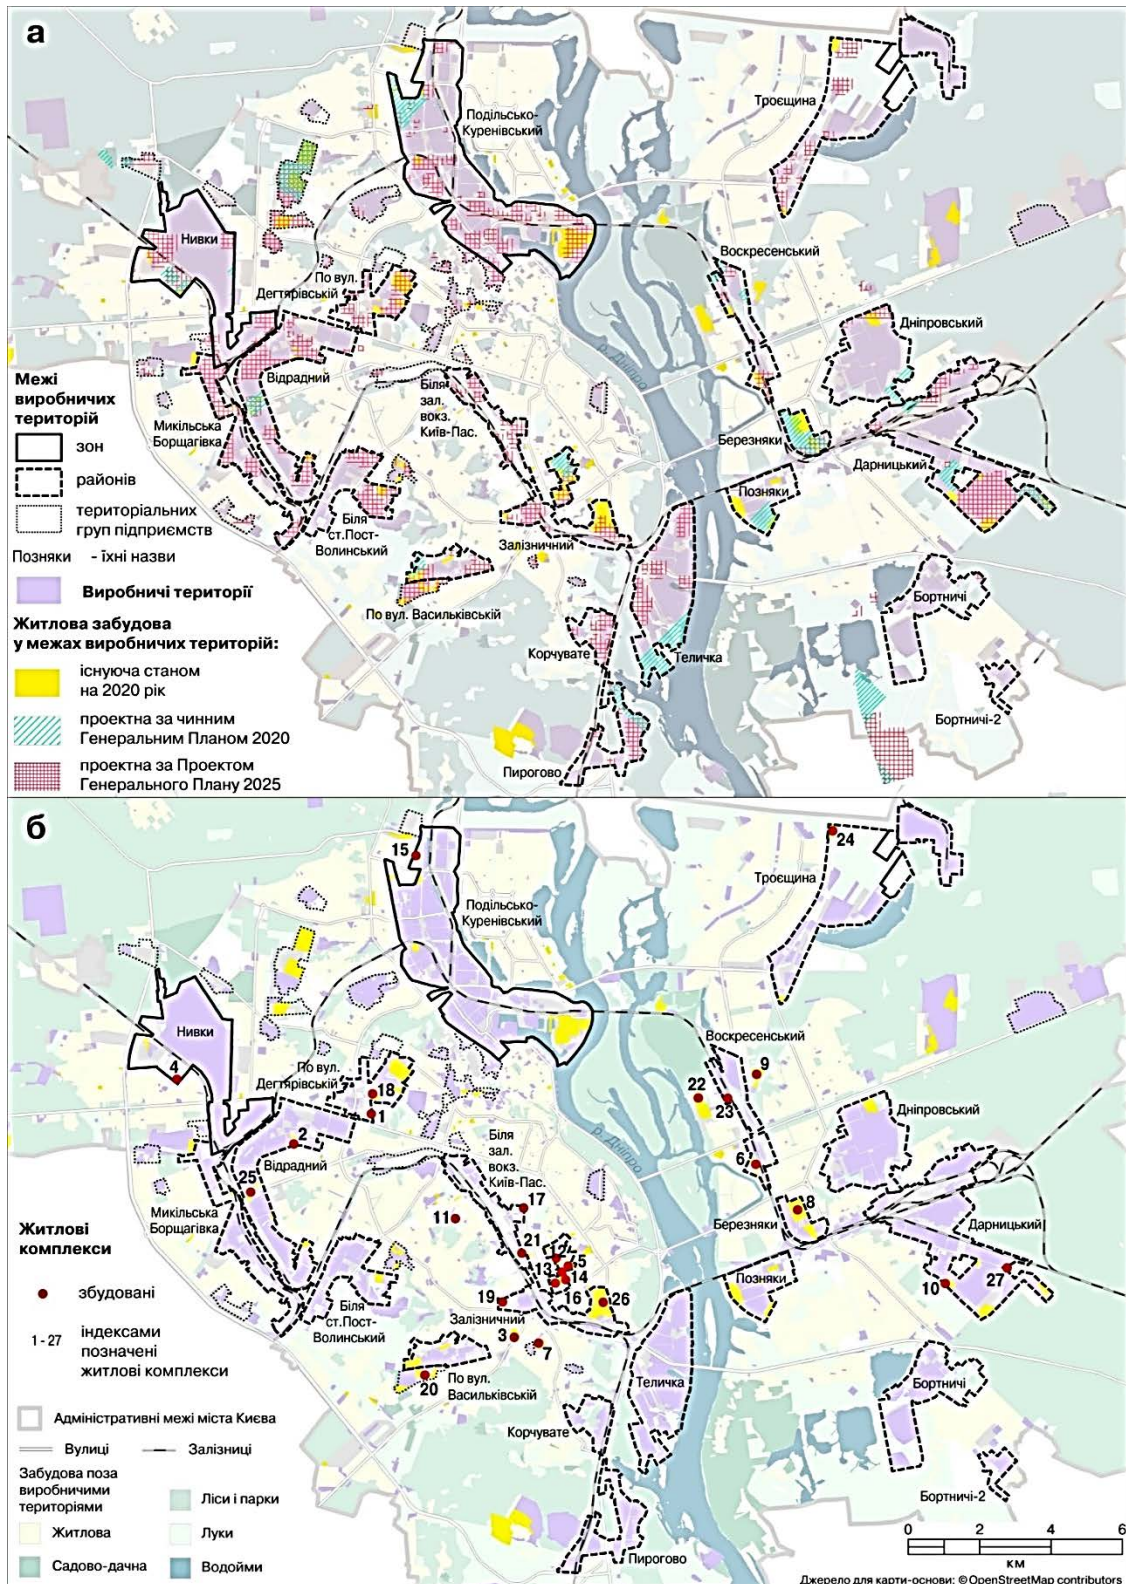 а
Подільсько-
Куренівський
Троєщина
Нивки
По вул.
Дегтярівській
Воскресенський
р. Дніпро
Дніпровський
Відрадний
Біля
зал.
вокз.
Київ-Пас.
Микільська
Борщагівка
Березняки
Дарницький
Позняки
Біля
ст.Пост-
Волинський
Залізничний
По вул. Васильківській
Корчувате
Теличка
Бортничі
Бортничі-2
Пирогово
Межі
виробничих
територій
зон
районів
територіальних
груп підприємств
Позняки - їхні назви
Виробничі території
Житлова забудова
у межах виробничих територій:
існуюча станом
на 2020 рік
проектна за чинним
Генеральним Планом 2020
проектна за Проектом
Генерального Плану 2025
б
15
24
Подільсько-
Куренівський
Троєщина
Нивки
4
По вул.
Дегтярівській
18
1
Воскресенський
9
22
23
р. Дніпро
Дніпровський
2
Відрадний
Біля
зал.
вокз.
Київ-Пас.
6
25
Микільська
Борщагівка
11
17
8
Березняки
Дарницький
21
12
5
13
14
16
26
19
Залізничний
Позняки
10
27
Біля
ст.Пост-
Волинський
3
7
20
По вул.
Васильківській
Теличка
Корчувате
Бортничі
Бортничі-2
Пирогово
Житлові
комплекси
збудовані
1 - 27 індексами
позначені
житлові комплекси
Адміністративні межі міста Києва
Вулиці Залізниці
Забудова поза
виробничими
територіями
Житлова
Садово-дачна
Ліси і парки
Луки
Водойми
0 2 4 6
км
Джерело для карти-основи: © OpenStreetMap contributors